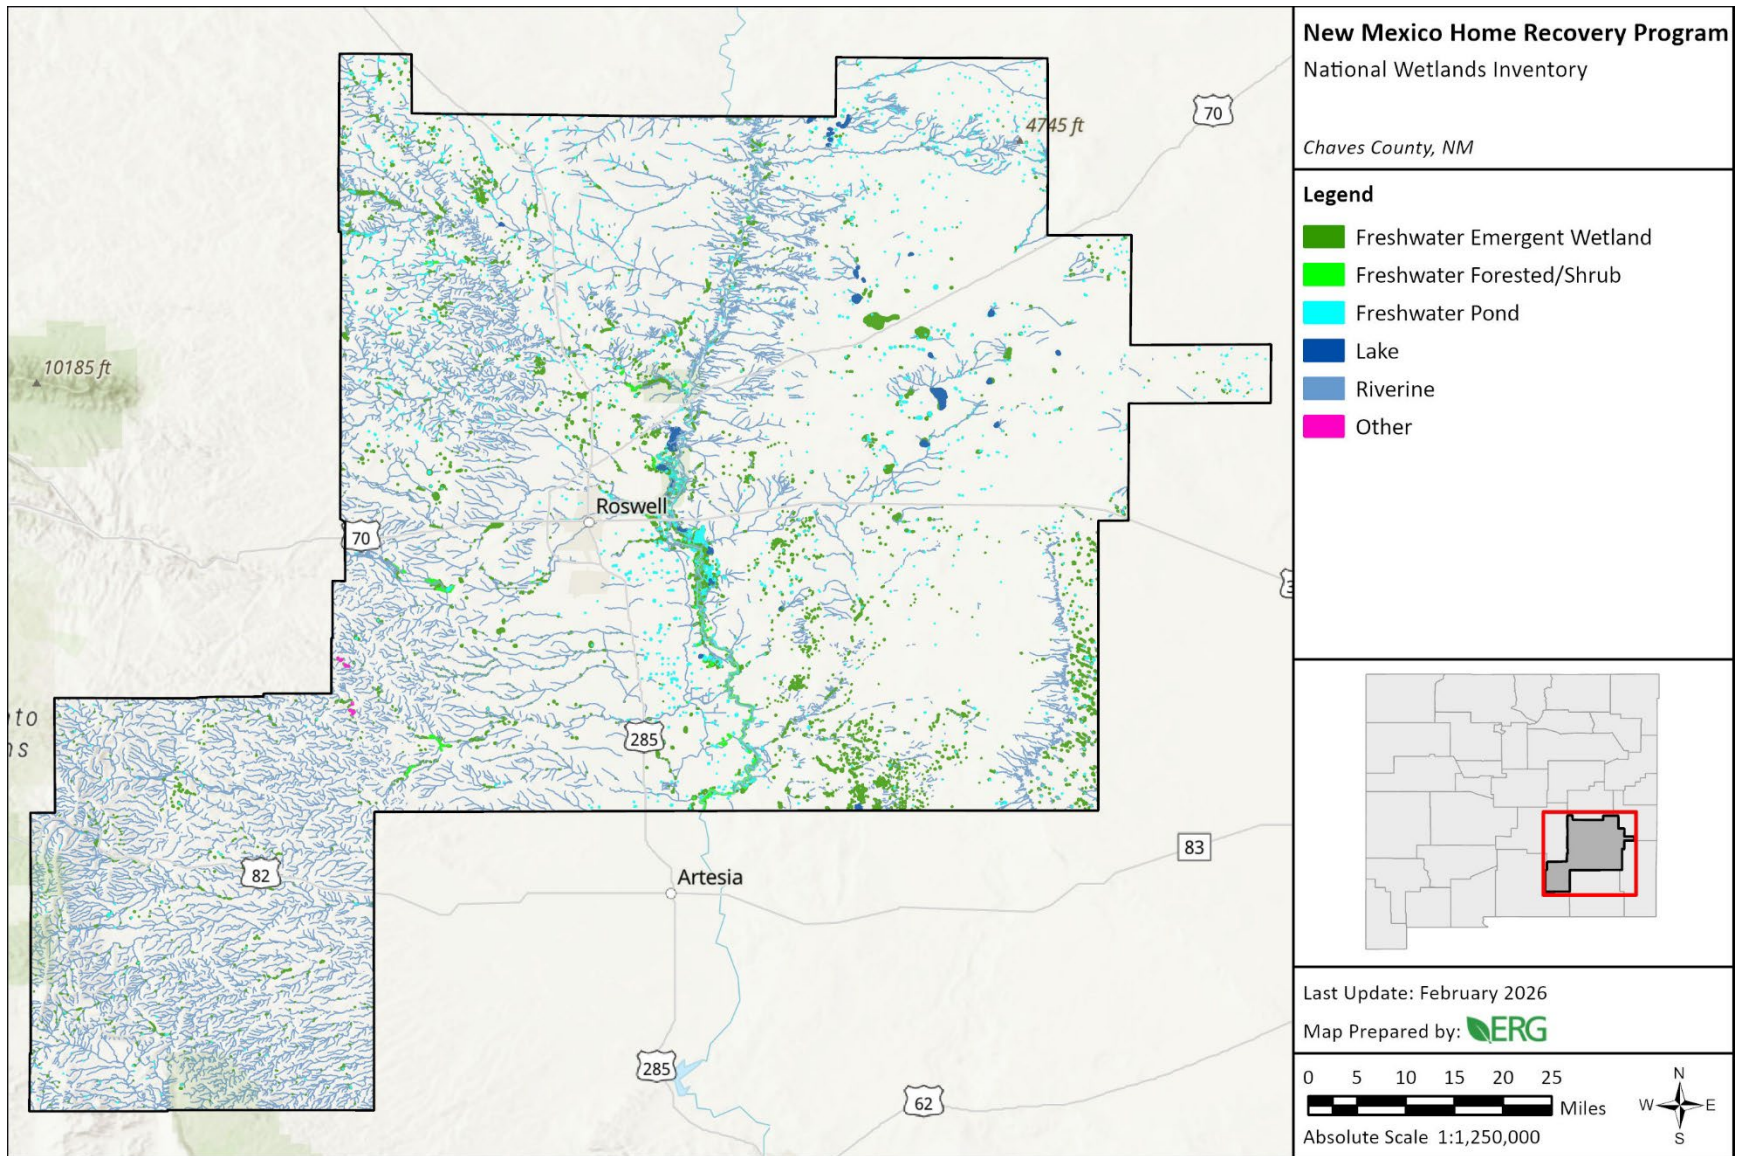 New Mexico Home Recovery Program
National Wetlands Inventory
Chaves County, NM
Legend
Freshwater Emergent Wetland
Freshwater Forested/Shrub
Freshwater Pond
Lake
Riverine
Other
70
4745 ft
10185 ft
Roswell
70
285
82
Artesia
83
285
62
Last Update: February 2026
Map Prepared by: ERG
0 5 10 15 20 25
Miles
Absolute Scale 1:1,250,000
N
W E
S